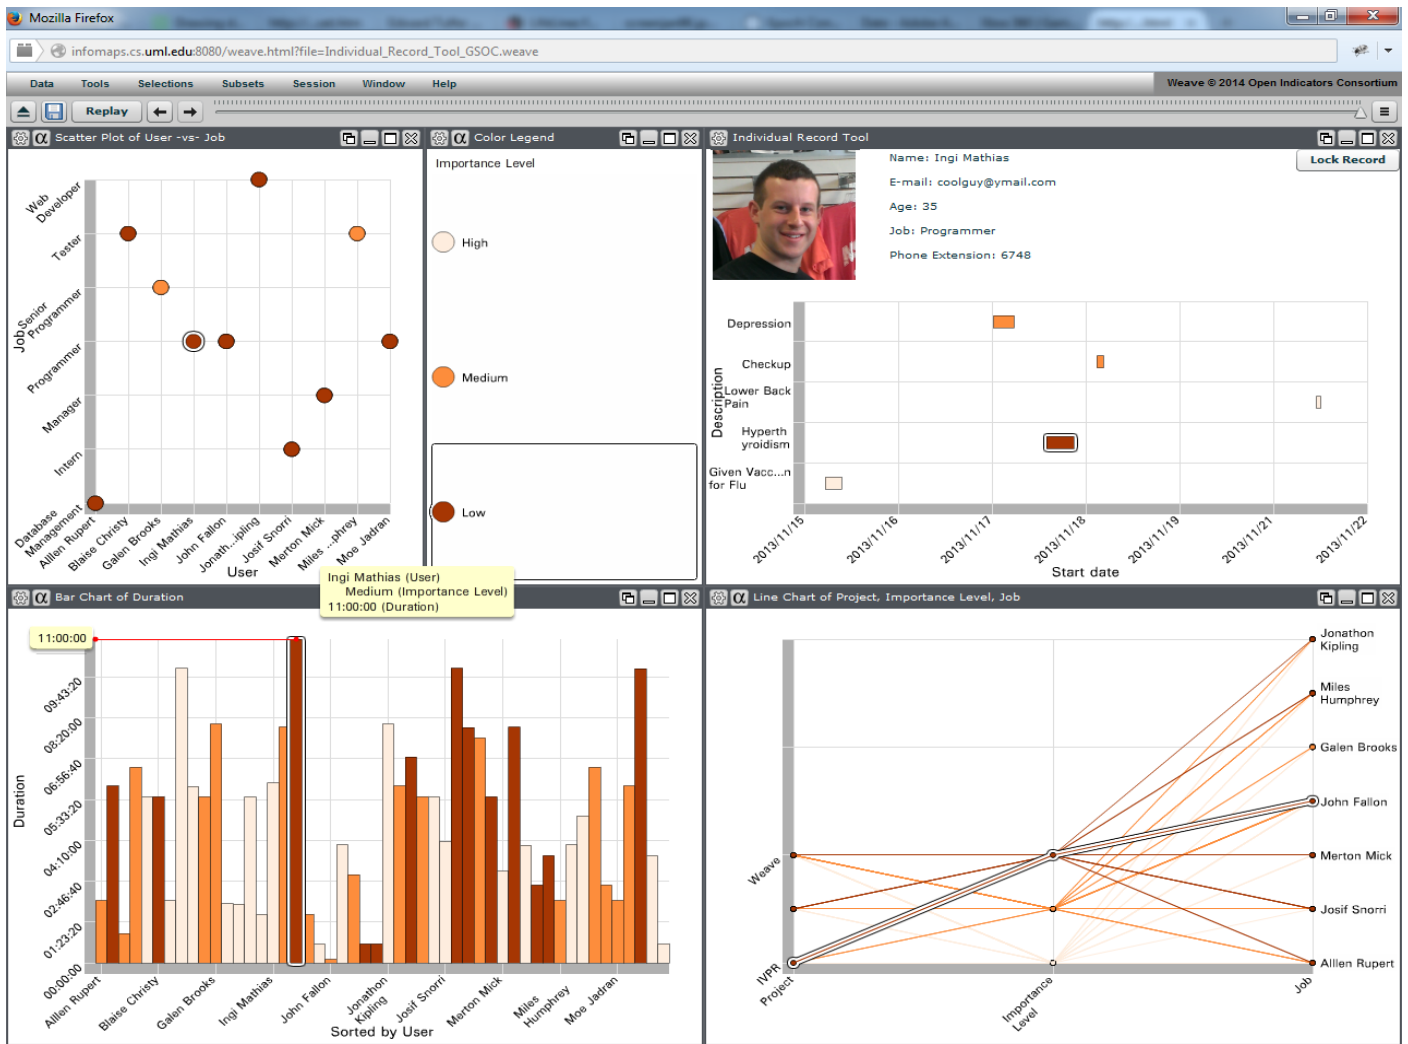 Mozilla Firefox
infomaps.cs.uml.edu:8080/weave.html?file=Individual_Record_Tool_GSOC.weave
Data Tools Selections Subsets Session Window Help
Weave © 2014 Open Indicators Consortium
Replay
Scatter Plot of User -vs- Job
Web
Developer
Tester
Senior
Programmer
Programmer
Manager
Intern
Database
Management
Job
Alllen Rupert
Blaise Christy
Galen Brooks
Ingi Mathias
John Fallon
Jonath...ipling
Josif Snorri
Merton Mick
Miles ...phrey
Moe Jadran
User
Color Legend
Importance Level
High
Medium
Low
Individual Record Tool
Lock Record
Name: Ingi Mathias
E-mail: coolguy@ymail.com
Age: 35
Job: Programmer
Phone Extension: 6748
Description
Depression
Checkup
Lower Back
Pain
Hyperth
yroidism
Given Vacc...n
for Flu
2013/11/15
2013/11/16
2013/11/17
2013/11/18
2013/11/19
2013/11/21
2013/11/22
Start date
Ingi Mathias (User)
Medium (Importance Level)
11:00:00 (Duration)
Bar Chart of Duration
11:00:00
09:43:20
08:20:00
06:56:40
05:33:20
04:10:00
02:46:40
01:23:20
00:00:00
Duration
Alllen Rupert
Blaise Christy
Galen Brooks
Ingi Mathias
John Fallon
Jonathon
Kipling
Josif Snorri
Merton Mick
Miles
Humphrey
Moe Jadran
Sorted by User
Line Chart of Project, Importance Level, Job
Weave
IVPR
Project
Importance
Level
Job
Jonathon
Kipling
Miles
Humphrey
Galen Brooks
John Fallon
Merton Mick
Josif Snorri
Alllen Rupert